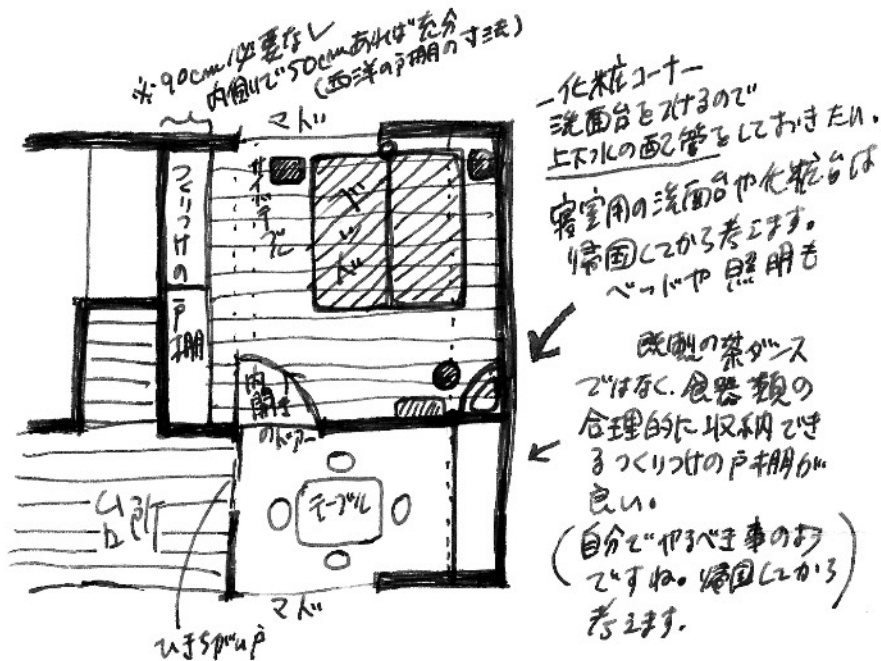 ※90cm必要なし
内側で50cmあれば充分
(西洋の戸棚の寸法)
マド
つくりつけの戸棚
サイドテーブル
ベッド
内開きのドアー
台所
テーブル
マド
ひきちがい戸
化粧コーナー
洗面台をつけるので
上下水の配管をしておきたい。
寝室用の洗面台や化粧台は
帰国してから考えます。
ベッドや照明も
既製の茶ダンス
ではなく、食器類の
合理的に収納でき
るつくりつけの戸棚が
良い。
(自分でやるべき事のよう
ですね。帰国してから
考えます。)